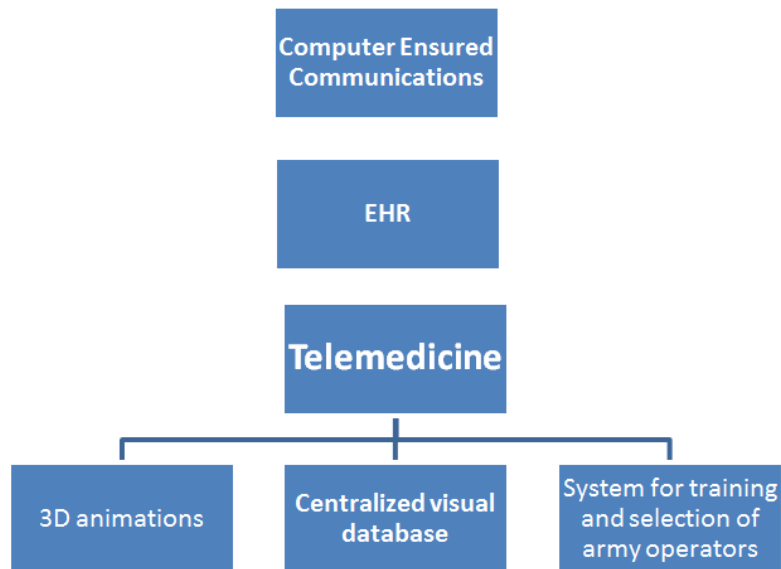 Computer Ensured
Communications
EHR
Telemedicine
3D animations
Centralized visual
database
System for training
and selection of
army operators